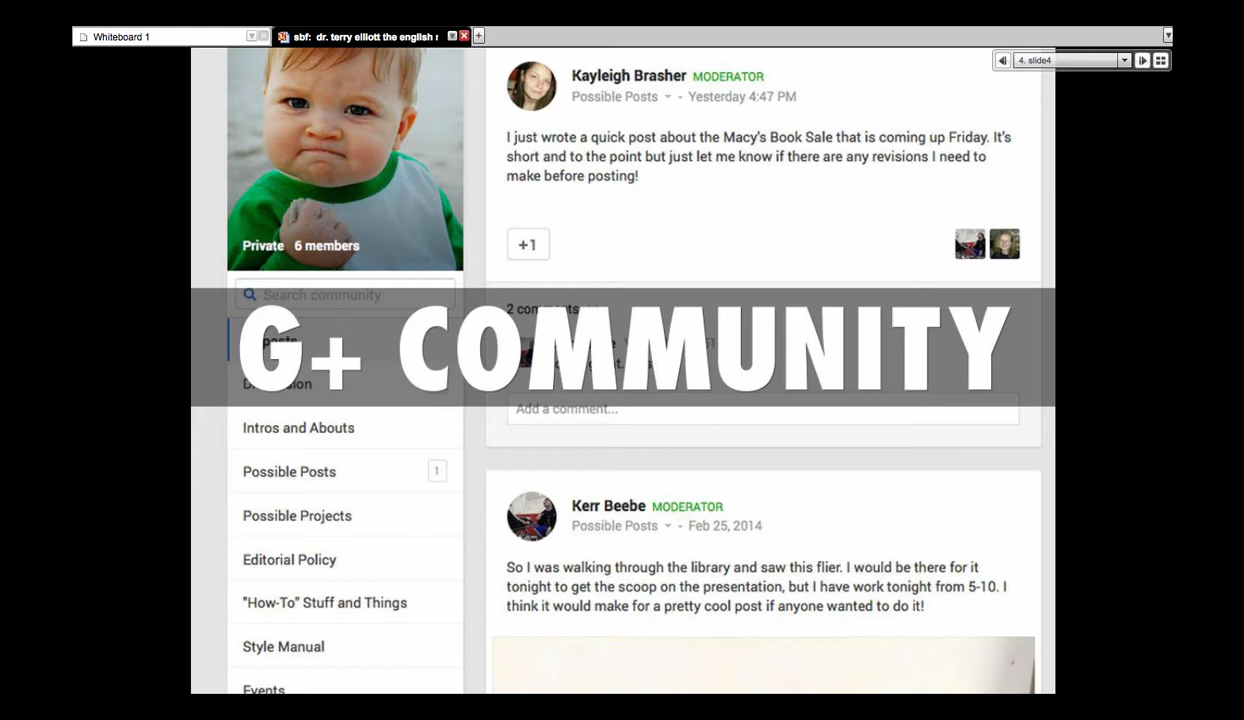 Whiteboard 1
sbf: dr. terry elliott the english r
4. slide4
Kayleigh Brasher MODERATOR
Possible Posts - Yesterday 4:47 PM
I just wrote a quick post about the Macy's Book Sale that is coming up Friday. It's
short and to the point but just let me know if there are any revisions I need to
make before posting!
+1
Private 6 members
Search community
2 comments
G+ COMMUNITY
Add a comment...
Intros and Abouts
Possible Posts 1
Possible Projects
Editorial Policy
"How-To" Stuff and Things
Style Manual
Events
Kerr Beebe MODERATOR
Possible Posts - Feb 25, 2014
So I was walking through the library and saw this flier. I would be there for it
tonight to get the scoop on the presentation, but I have work tonight from 5-10. I
think it would make for a pretty cool post if anyone wanted to do it!